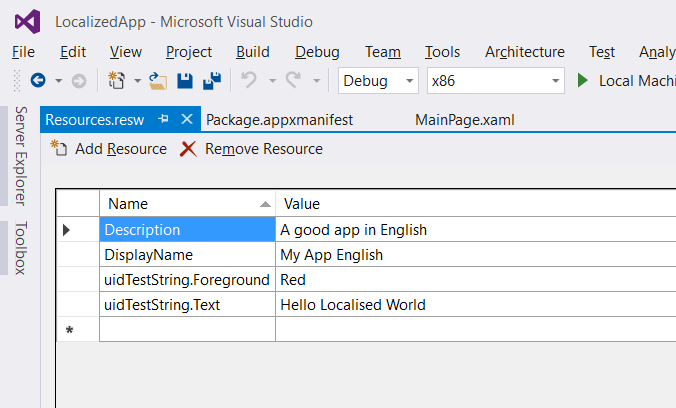 LocalizedApp - Microsoft Visual Studio
File Edit View Project Build Debug Team Tools Architecture Test Analy
Debug x86 Local Machi
Server Explorer
Toolbox
Resources.resw Package.appxmanifest MainPage.xaml
Add Resource Remove Resource
Name Value
Description A good app in English
DisplayName My App English
uidTestString.Foreground Red
uidTestString.Text Hello Localised World
*